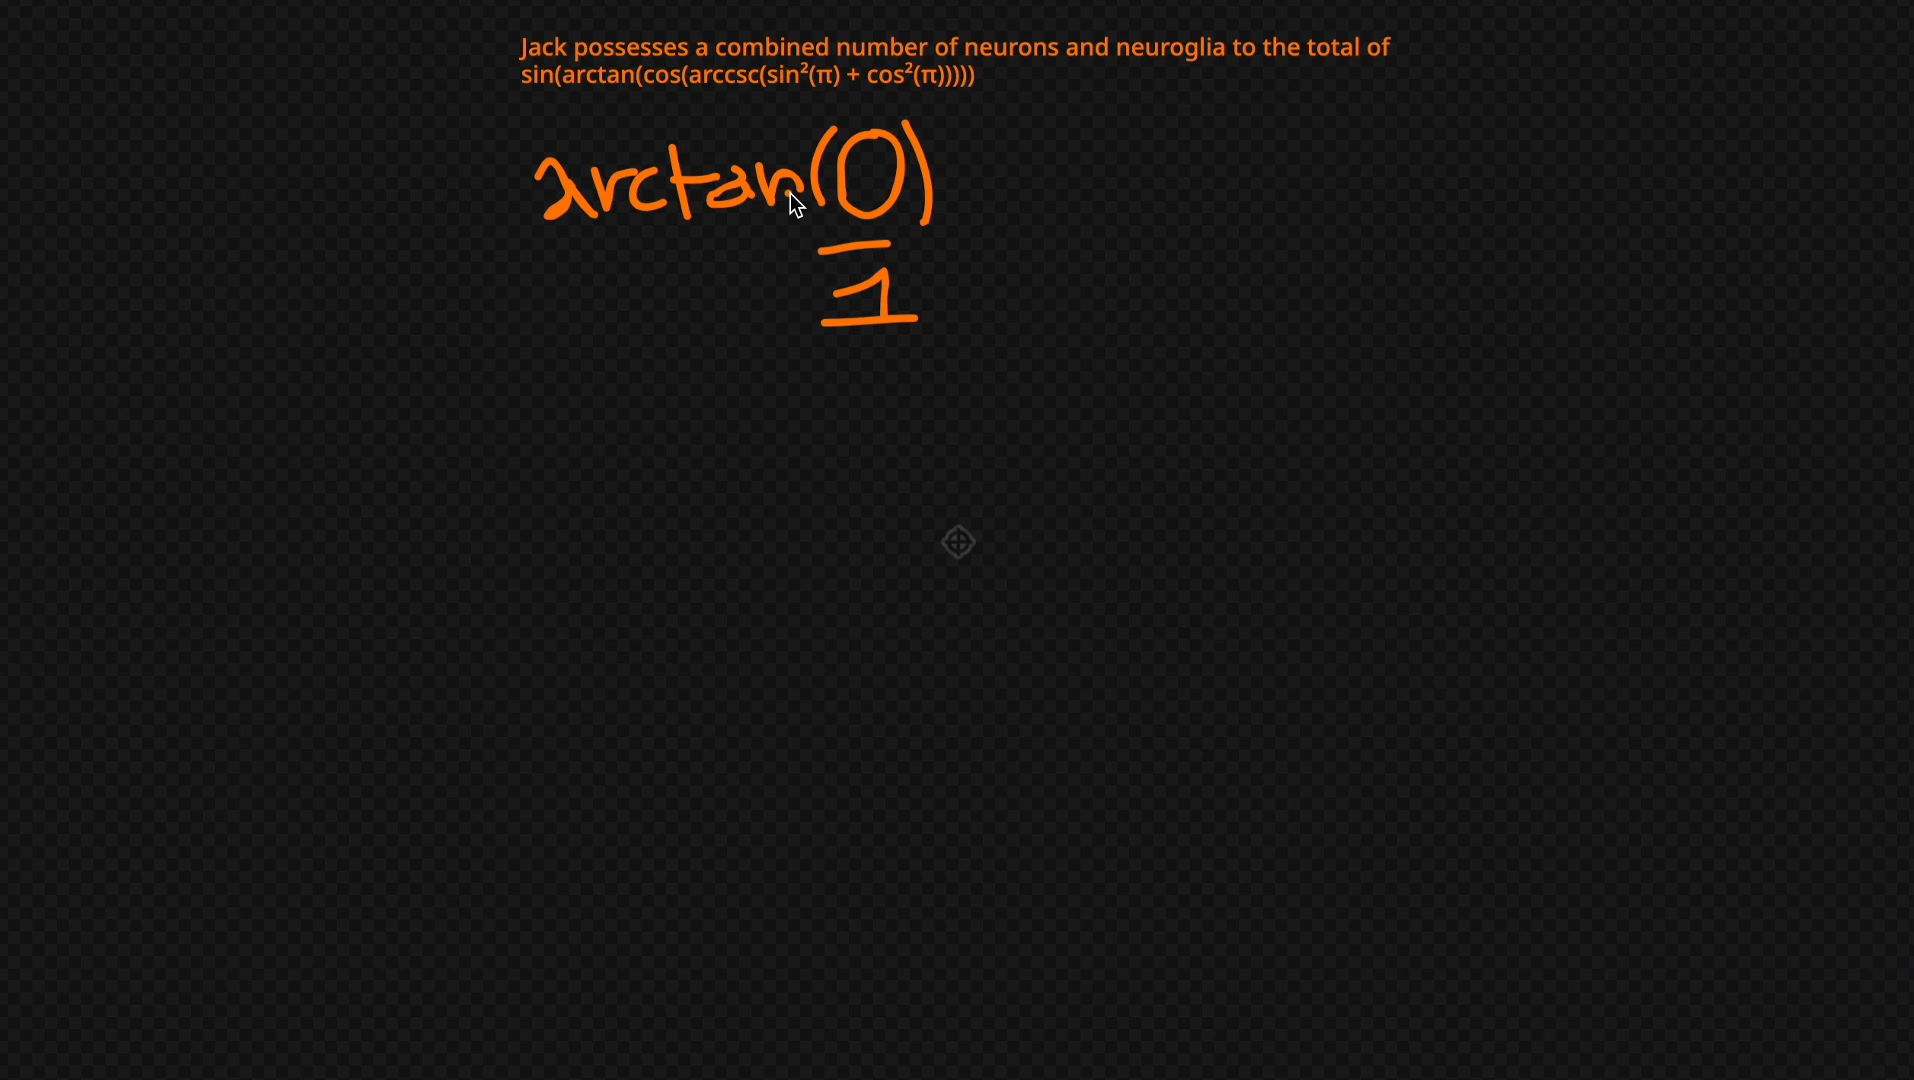 Jack possesses a combined number of neurons and neuroglia to the total of
sin(arctan(cos(arccsc(sin²(π) + cos²(π)))))
arctan(0)
1